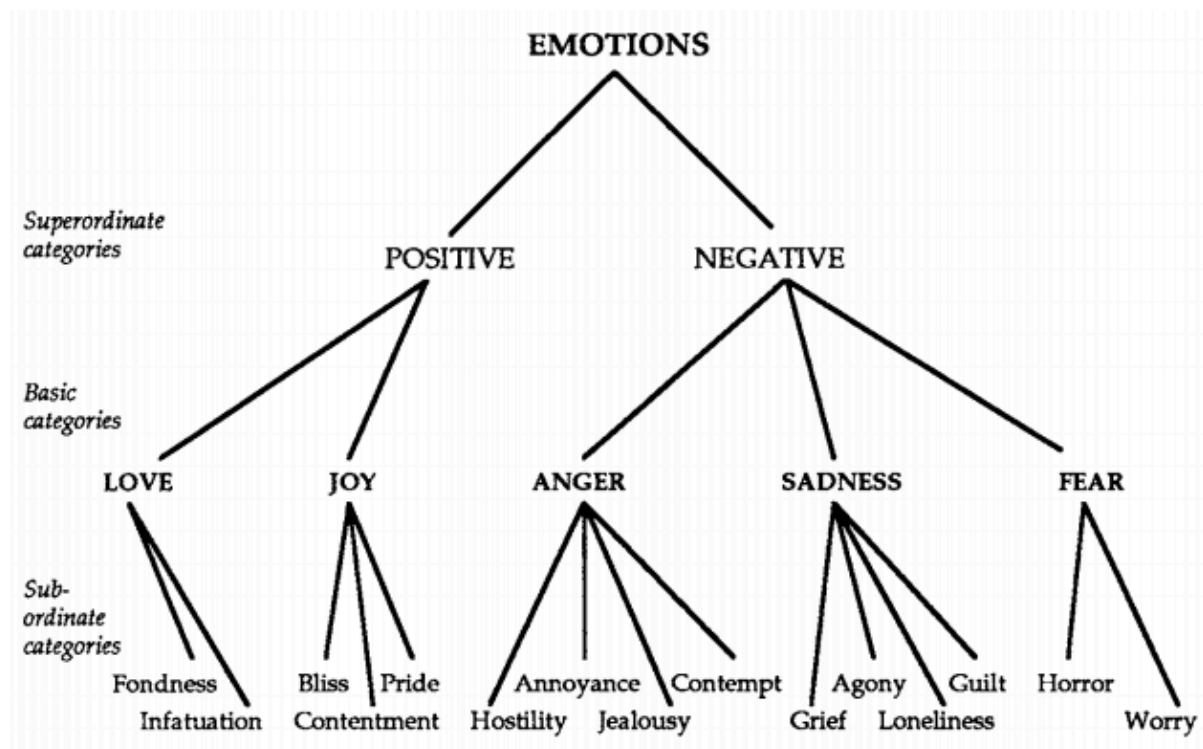 EMOTIONS
Superordinate
categories
POSITIVE NEGATIVE
Basic
categories
LOVE JOY ANGER SADNESS FEAR
Sub-
ordinate
categories
Fondness Bliss Pride Annoyance Contempt Agony Guilt Horror
Infatuation Contentment Hostility Jealousy Grief Loneliness Worry